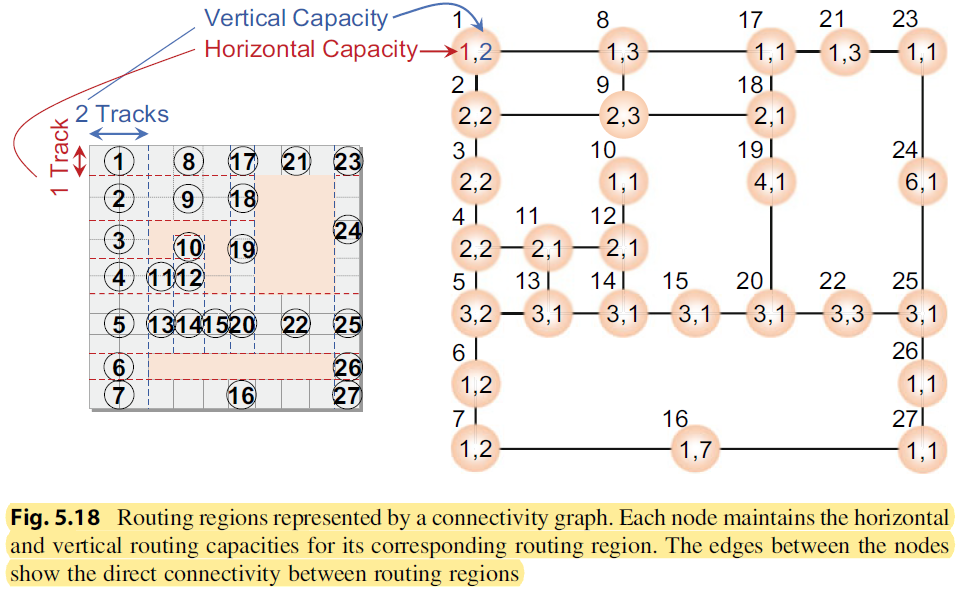 Vertical Capacity
Horizontal Capacity
2 Tracks
1 Track
1 8 17 21 23
2 9 18
3 10 19 24
4 11 12
5 13 14 15 20 22 25
6 26
7 16 27
1 8 17 21 23
1,2 1,3 1,1 1,3 1,1
2 9 18
2,2 2,3 2,1
3 10 19 24
2,2 1,1 4,1 6,1
4 11 12
2,2 2,1 2,1
5 13 14 15 20 22 25
3,2 3,1 3,1 3,1 3,1 3,3 3,1
6 26
1,2 1,1
7 16 27
1,2 1,7 1,1
Fig. 5.18 Routing regions represented by a connectivity graph. Each node maintains the horizontal
and vertical routing capacities for its corresponding routing region. The edges between the nodes
show the direct connectivity between routing regions